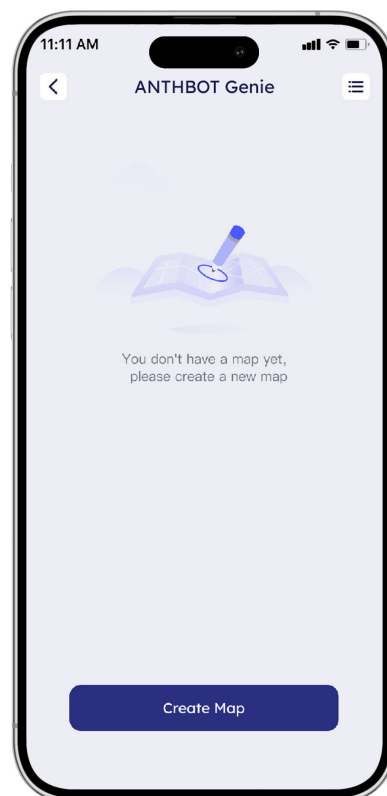 11:11 AM
ANTHBOT Genie
You don't have a map yet,
please create a new map
Create Map